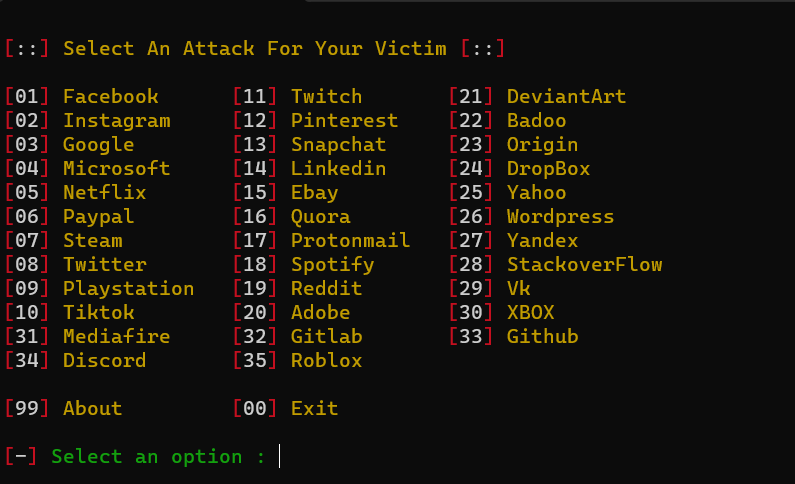 [::] Select An Attack For Your Victim [::]
[01] Facebook [11] Twitch [21] DeviantArt
[02] Instagram [12] Pinterest [22] Badoo
[03] Google [13] Snapchat [23] Origin
[04] Microsoft [14] Linkedin [24] DropBox
[05] Netflix [15] Ebay [25] Yahoo
[06] Paypal [16] Quora [26] Wordpress
[07] Steam [17] Protonmail [27] Yandex
[08] Twitter [18] Spotify [28] StackoverFlow
[09] Playstation [19] Reddit [29] Vk
[10] Tiktok [20] Adobe [30] XBOX
[31] Mediafire [32] Gitlab [33] Github
[34] Discord [35] Roblox
[99] About [00] Exit
[-] Select an option :